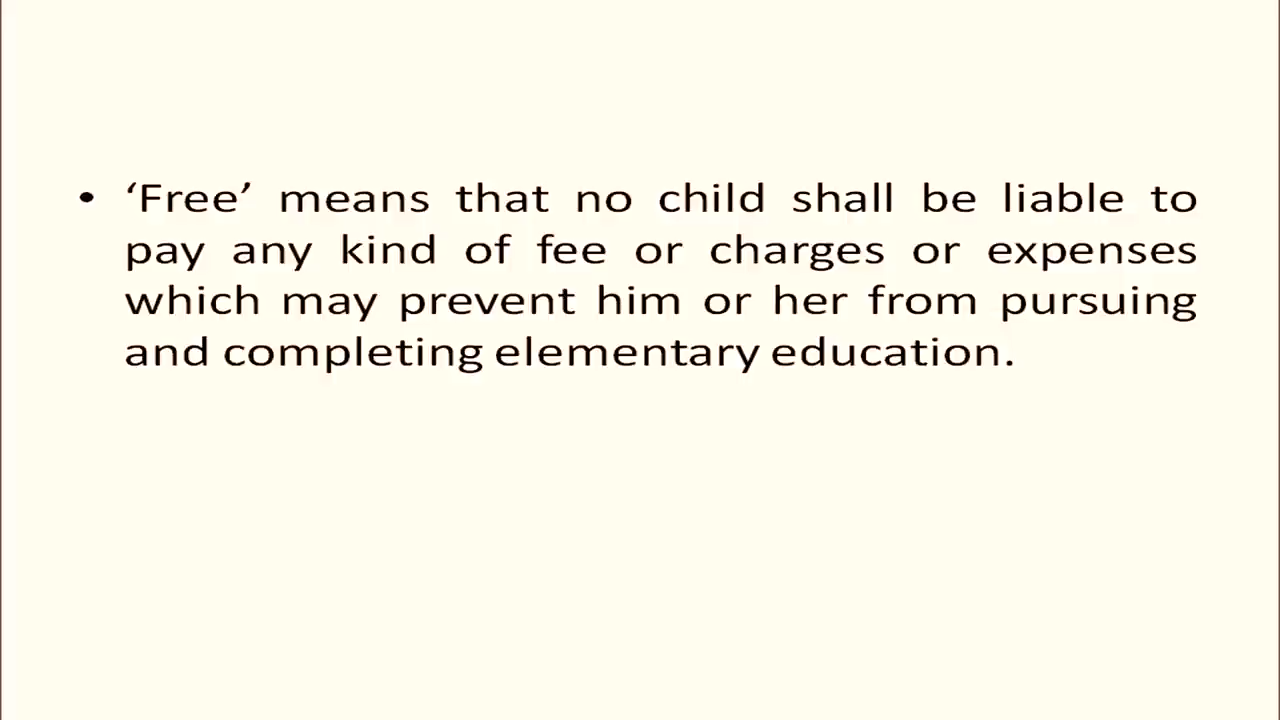 • ‘Free’ means that no child shall be liable to
pay any kind of fee or charges or expenses
which may prevent him or her from pursuing
and completing elementary education.